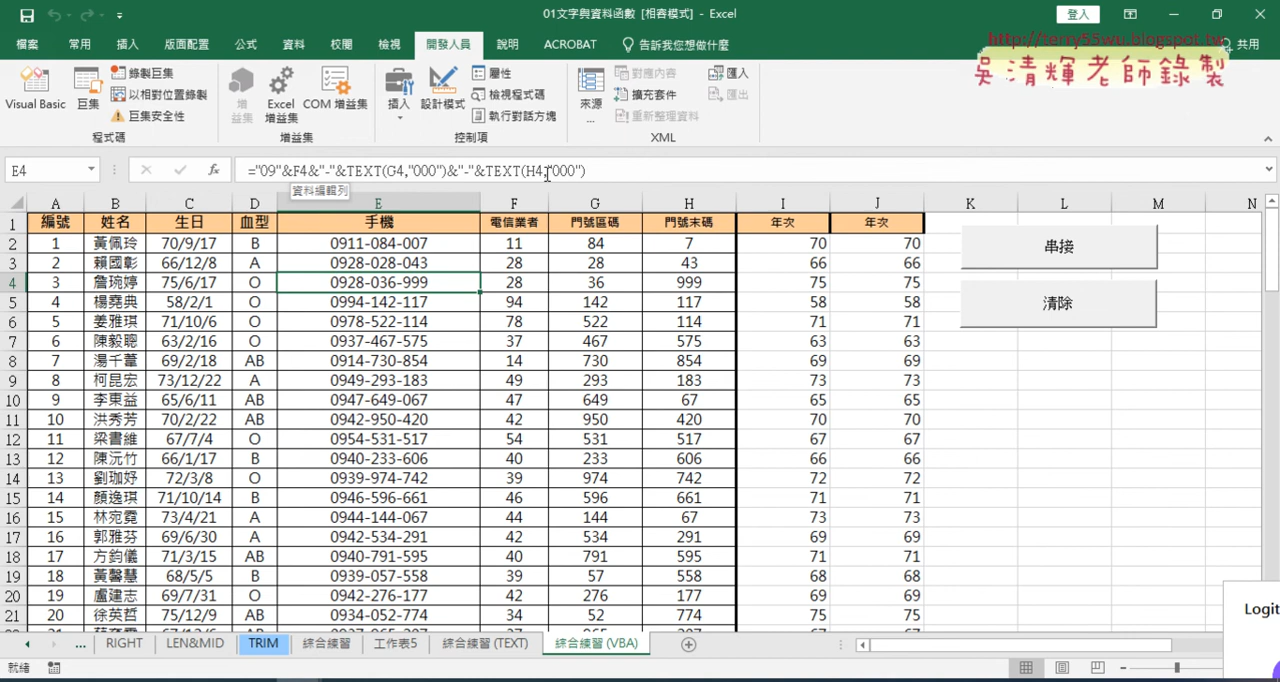 01文字與資料函數 [相容模式] - Excel
登入
http://terry55wu.blogspot.tw
吳清輝老師錄製
檔案 常用 插入 版面配置 公式 資料 校閱 檢視 開發人員 說明 ACROBAT 告訴我您想做什麼 共用
Visual Basic 巨集 錄製巨集 以相對位置錄製 巨集安全性
增益集 Excel 增益集 COM 增益集
插入 設計模式 屬性 檢視程式碼 執行對話方塊
來源... 對應內容 擴充套件 重新整理資料 匯入 匯出
程式碼 增益集 控制項 XML
E4 fx ="09"&F4&"-"&TEXT(G4,"000")&"-"&TEXT(H4,"000")
資料編輯列
A B C D E F G H I J K L M N
1 編號 姓名 生日 血型 手機 電信業者 門號區碼 門號末碼 年次 年次
2 1 黃佩玲 70/9/17 B 0911-084-007 11 84 7 70 70
3 2 賴國彰 66/12/8 A 0928-028-043 28 28 43 66 66
4 3 詹琬婷 75/6/17 O 0928-036-999 28 36 999 75 75
5 4 楊堯典 58/2/1 O 0994-142-117 94 142 117 58 58
6 5 姜雅琪 71/10/6 O 0978-522-114 78 522 114 71 71
7 6 陳毅聰 63/2/16 O 0937-467-575 37 467 575 63 63
8 7 湯千薰 69/2/18 AB 0914-730-854 14 730 854 69 69
9 8 柯昆宏 73/12/22 A 0949-293-183 49 293 183 73 73
10 9 李東益 65/6/11 AB 0947-649-067 47 649 67 65 65
11 10 洪秀芳 70/2/22 AB 0942-950-420 42 950 420 70 70
12 11 梁書維 67/7/4 O 0954-531-517 54 531 517 67 67
13 12 陳沅竹 66/1/17 B 0940-233-606 40 233 606 66 66
14 13 劉珈妤 72/3/8 O 0939-974-742 39 974 742 72 72
15 14 顏逸琪 71/10/14 B 0946-596-661 46 596 661 71 71
16 15 林宛霓 73/4/21 A 0944-144-067 44 144 67 73 73
17 16 郭雅芬 69/6/30 A 0942-534-291 42 534 291 69 69
18 17 方鈞儀 71/3/15 AB 0940-791-595 40 791 595 71 71
19 18 黃馨慧 68/5/5 B 0939-057-558 39 57 558 68 68
20 19 盧建志 69/7/31 O 0942-276-177 42 276 177 69 69
21 20 徐英哲 75/12/9 AB 0934-052-774 34 52 774 75 75
串接
清除
Logit
... RIGHT LEN&MID TRIM 綜合練習 工作表5 綜合練習 (TEXT) 綜合練習 (VBA)
就緒